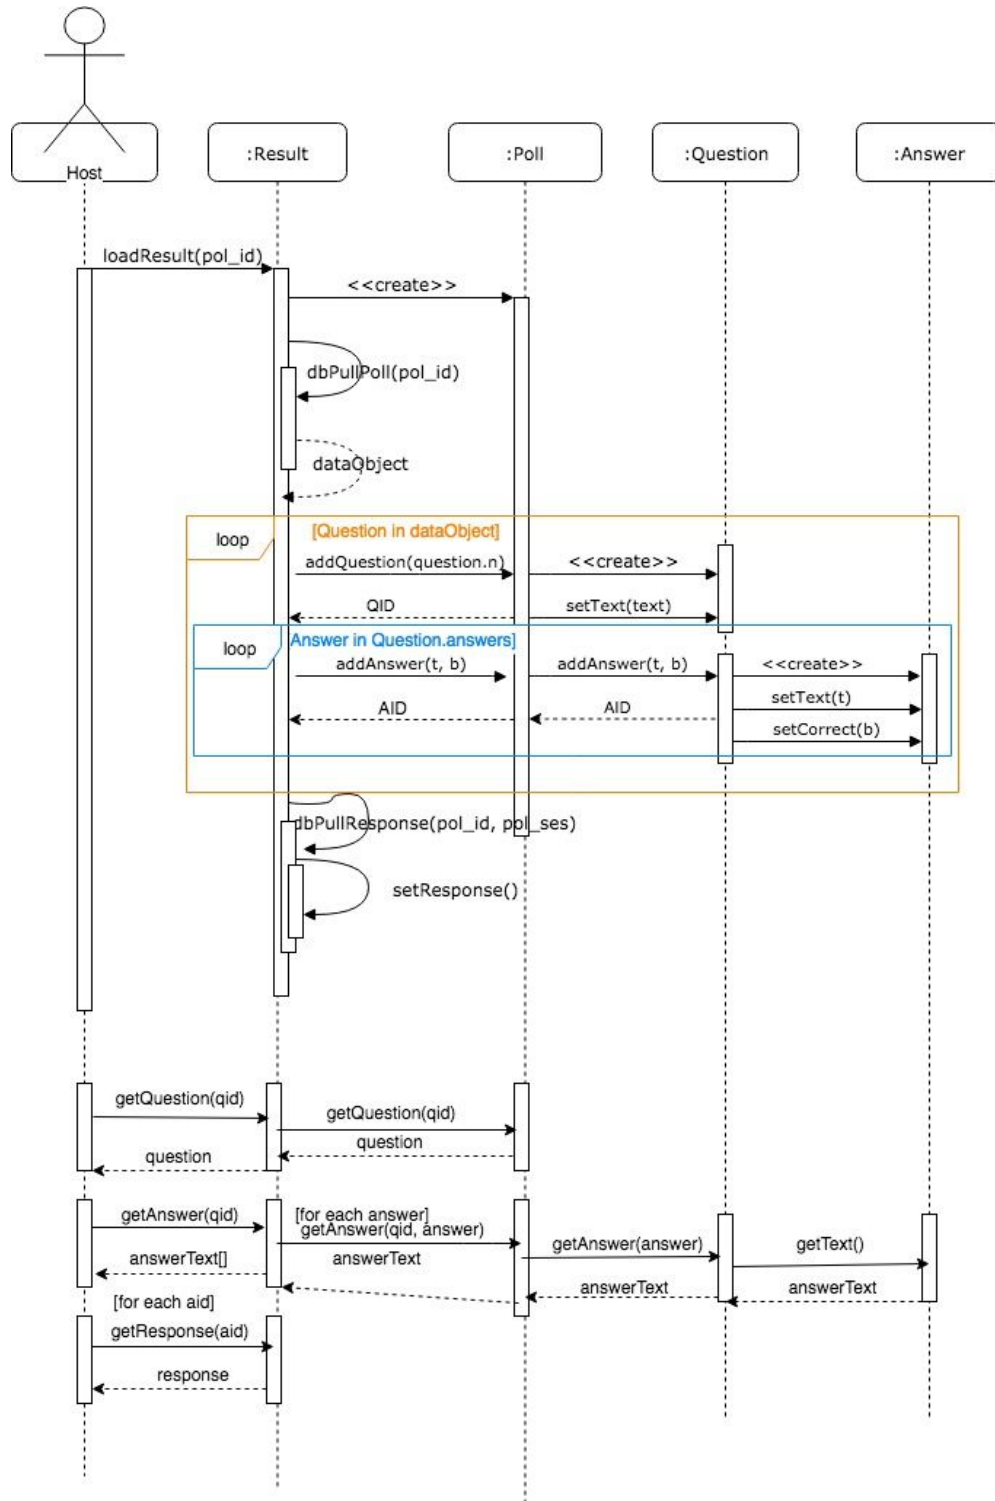 Host
:Result
:Poll
:Question
:Answer
loadResult(pol_id)
<<create>>
dbPullPoll(pol_id)
dataObject
loop
[Question in dataObject]
addQuestion(question.n)
<<create>>
QID
setText(text)
loop
Answer in Question.answers]
addAnswer(t, b)
addAnswer(t, b)
<<create>>
setText(t)
AID
AID
setCorrect(b)
dbPullResponse(pol_id, pol_ses)
setResponse()
getQuestion(qid)
getQuestion(qid)
question
question
getAnswer(qid)
[for each answer]
getAnswer(qid, answer)
getAnswer(answer)
getText()
answerText[]
answerText
answerText
answerText
[for each aid]
getResponse(aid)
response